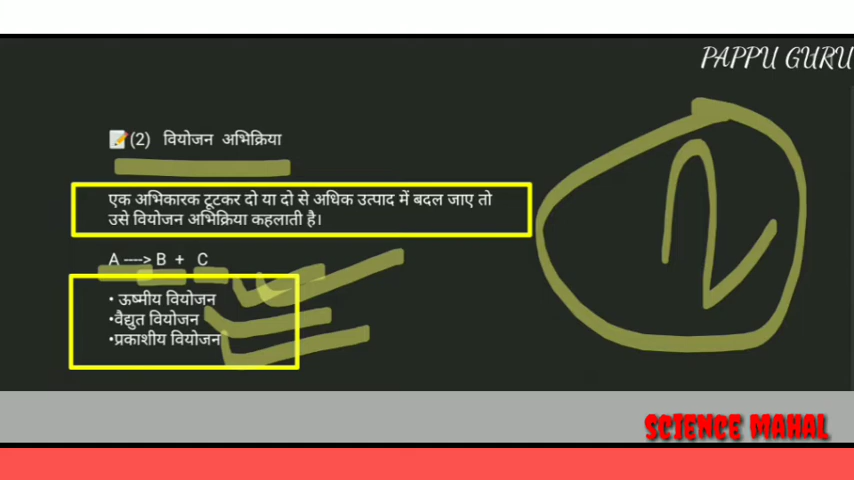 PAPPU GURU
📝(2) वियोजन अभिक्रिया
एक अभिकारक टूटकर दो या दो से अधिक उत्पाद में बदल जाए तो
उसे वियोजन अभिक्रिया कहलाती है।
A ----> B + C
• ऊष्मीय वियोजन
•वैद्युत वियोजन
•प्रकाशीय वियोजन
2
SCIENCE MAHAL